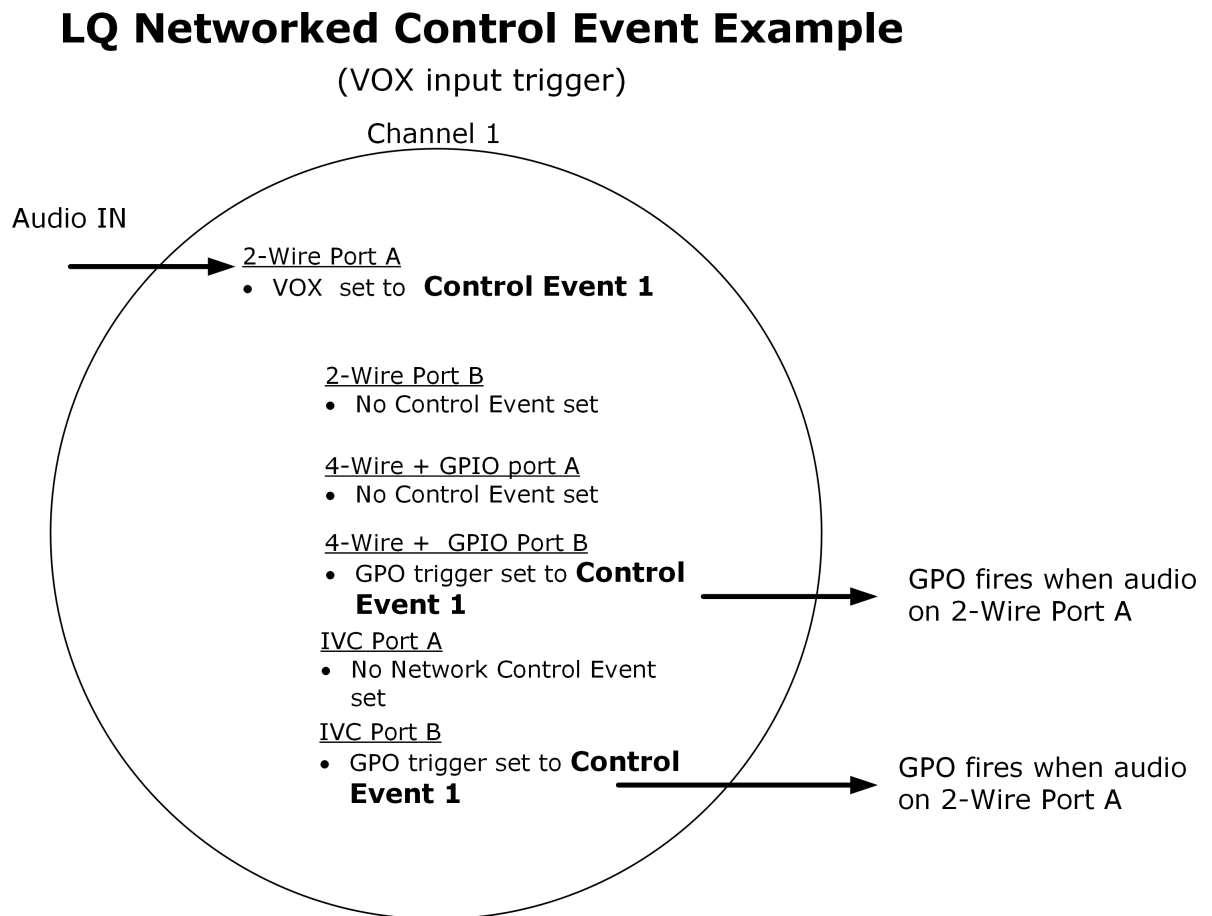 LQ Networked Control Event Example
(VOX input trigger)
Channel 1
Audio IN
2-Wire Port A
• VOX set to Control Event 1
2-Wire Port B
• No Control Event set
4-Wire + GPIO port A
• No Control Event set
4-Wire + GPIO Port B
• GPO trigger set to Control
Event 1
GPO fires when audio
on 2-Wire Port A
IVC Port A
• No Network Control Event
set
IVC Port B
• GPO trigger set to Control
Event 1
GPO fires when audio
on 2-Wire Port A